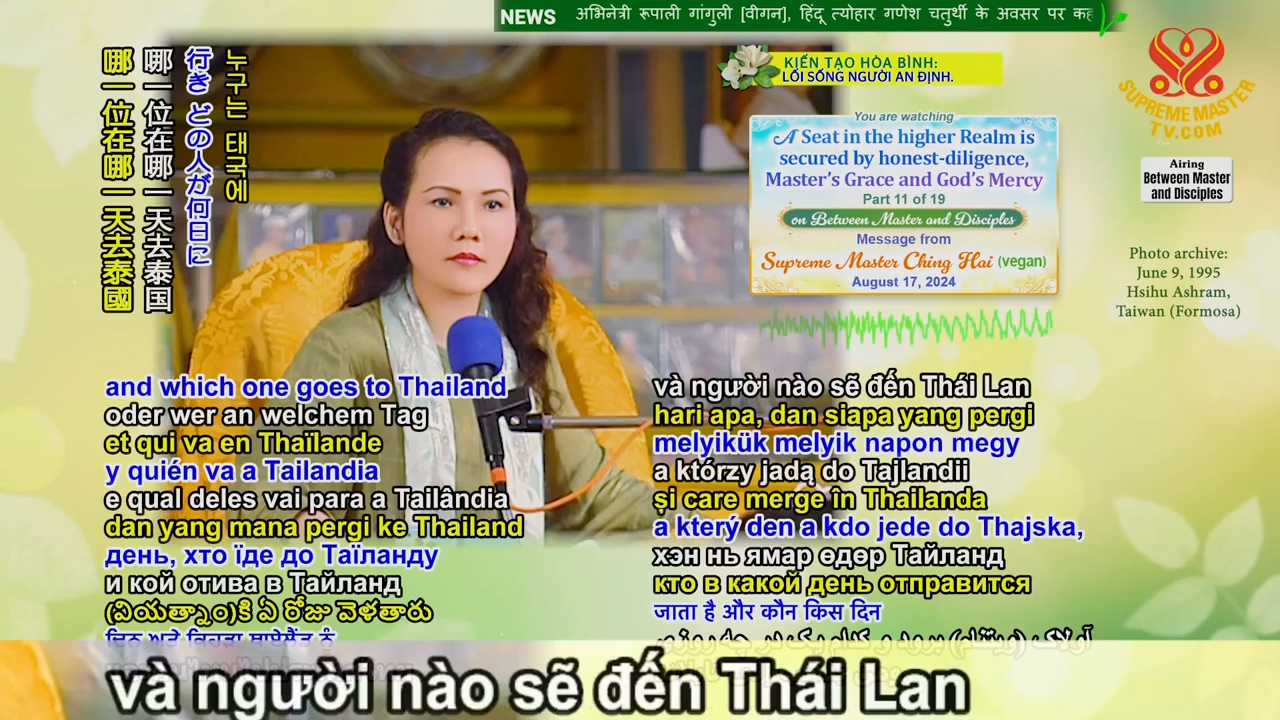 NEWS
अभिनेत्री रूपाली गांगुली [वीगन], हिंदू त्योहार गणेश चतुर्थी के अवसर पर
KIẾN TẠO HÒA BÌNH:
LỐI SỐNG NGƯỜI AN ĐỊNH.
SUPREME MASTER
TV.COM
누구는 태국에
行き どの人が何日に
哪一位在哪一天去泰国
哪一位在哪一天去泰國
You are watching
A Seat in the higher Realm is
secured by honest-diligence,
Master's Grace and God's Mercy
Part 11 of 19
on Between Master and Disciples
Message from
Supreme Master Ching Hai (vegan)
August 17, 2024
Airing
Between Master
and Disciples
Photo archive:
June 9, 1995
Hsihu Ashram,
Taiwan (Formosa)
and which one goes to Thailand
oder wer an welchem Tag
et qui va en Thaïlande
y quién va a Tailandia
e qual deles vai para a Tailândia
dan yang mana pergi ke Thailand
день, хто їде до Таїланду
и кой отива в Тайланд
(వియత్నాం)కి ఏ రోజు వెళతారు
và người nào sẽ đến Thái Lan
hari apa, dan siapa yang pergi
melyikük melyik napon megy
a którzy jadą do Tajlandii
și care merge în Thailanda
a který den a kdo jede do Thajska,
хэн нь ямар өдөр Тайланд
кто в какой день отправится
जाता है और कौन किस दिन
và người nào sẽ đến Thái Lan